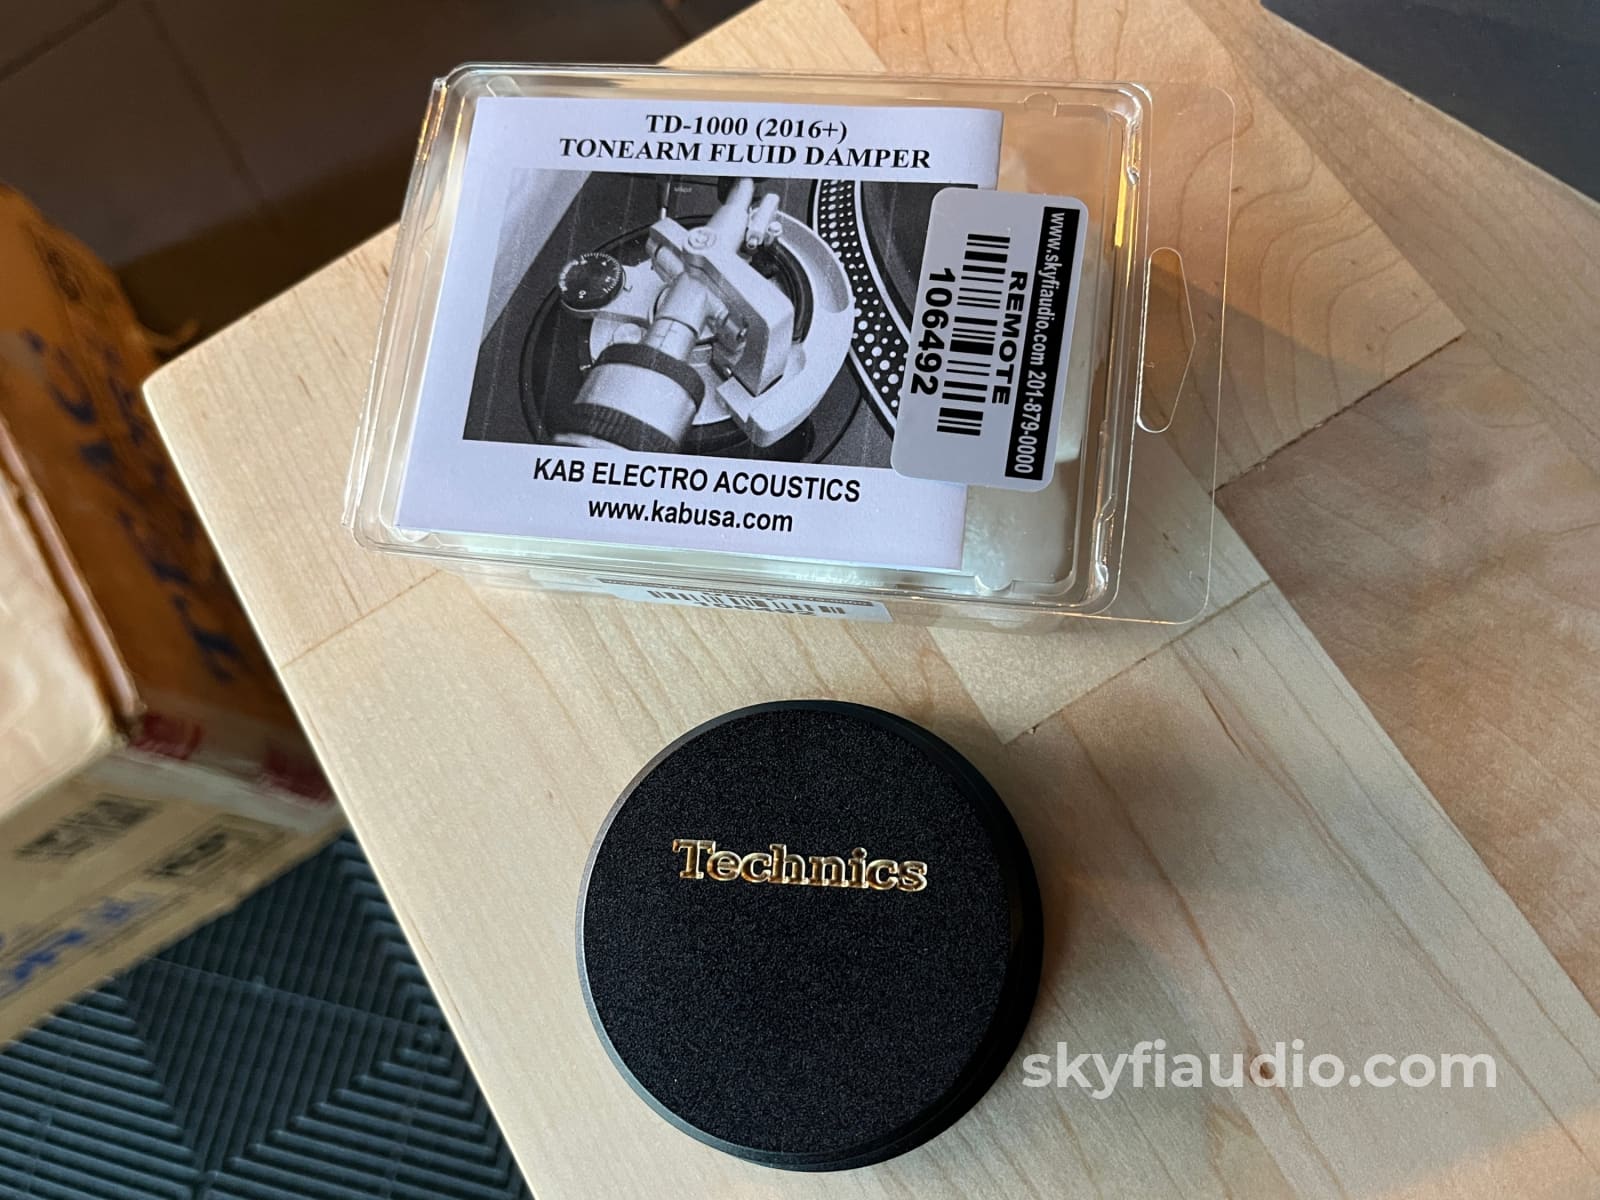 TD-1000 (2016+)
TONEARM FLUID DAMPER
www.skyfiaudio.com 201-879-0000
REMOTE
106492
KAB ELECTRO ACOUSTICS
www.kabusa.com
Technics
skyfiaudio.com